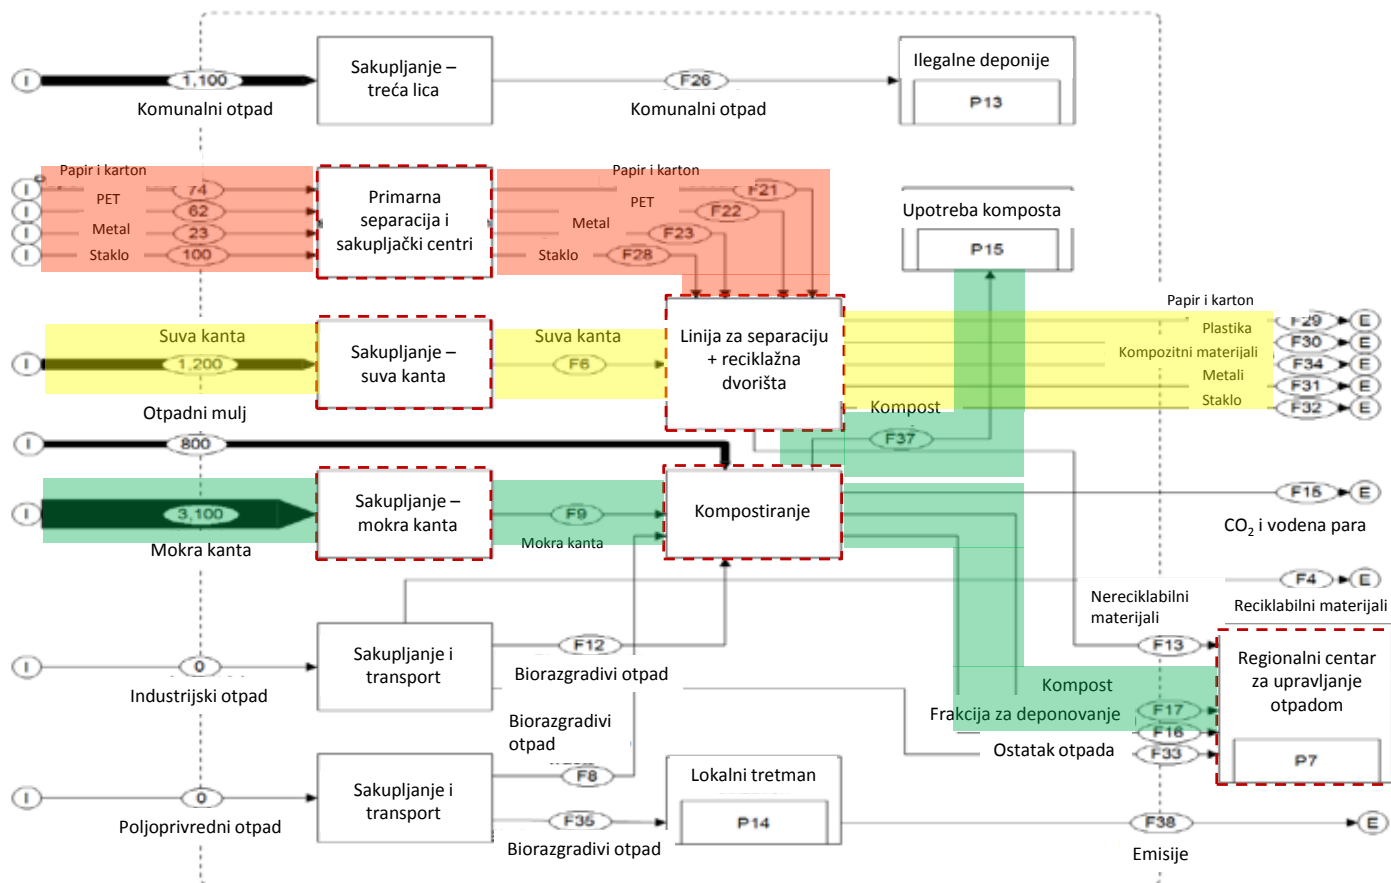 Sakupljanje –
treća lica
Ilegalne deponije
P13
I
1,100
F26
Komunalni otpad
Komunalni otpad
Papir i karton
Papir i karton
I
74
F21
PET
PET
I
62
F22
Metal
Metal
I
23
F23
Staklo
Staklo
I
100
F28
Primarna
separacija i
sakupljački centri
Upotreba komposta
P15
Papir i karton
F29
E
Plastika
F30
E
Kompozitni materijali
F34
E
Metali
F31
E
Staklo
F32
E
Suva kanta
I
1,200
Sakupljanje –
suva kanta
Suva kanta
F6
Linija za separaciju
+ reciklažna
dvorišta
Otpadni mulj
I
800
Kompost
F37
I
3,100
Mokra kanta
Sakupljanje –
mokra kanta
F9
Mokra kanta
Kompostiranje
F15
E
CO₂ i vodena para
F4
E
Nereciklabilni
materijali
Reciklabilni materijali
I
0
Industrijski otpad
Sakupljanje i
transport
F12
Biorazgradivi otpad
F13
Regionalni centar
za upravljanje
otpadom
P7
Kompost
F17
Frakcija za deponovanje
F16
Ostatak otpada
F33
Biorazgradivi
otpad
F8
I
0
Poljoprivredni otpad
Sakupljanje i
transport
F35
Biorazgradivi otpad
Lokalni tretman
P14
F38
E
Emisije